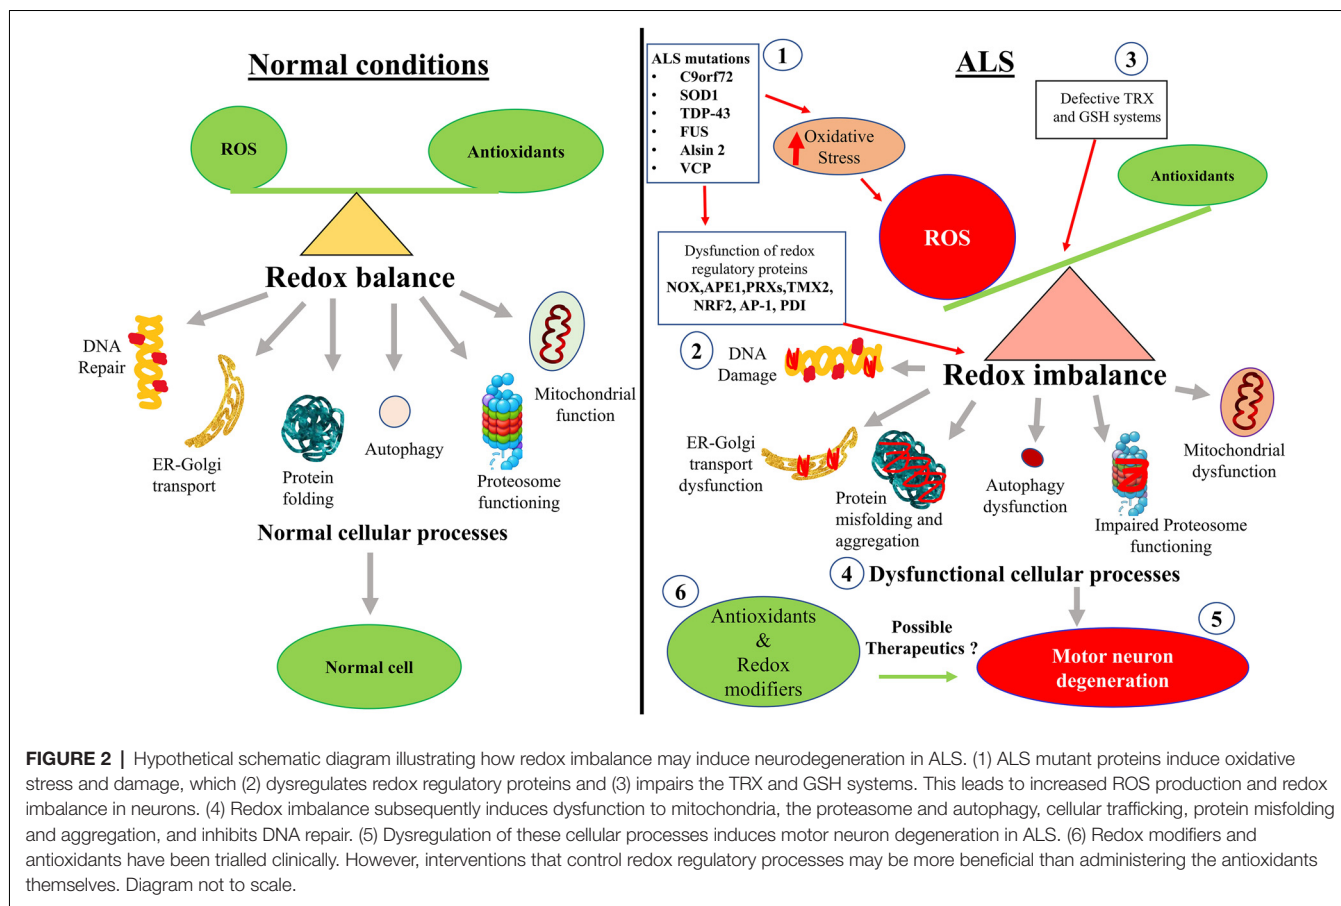 Normal conditions
ROS
Antioxidants
Redox balance
DNA
Repair
ER-Golgi
transport
Protein
folding
Autophagy
Proteosome
functioning
Mitochondrial
function
Normal cellular processes
Normal cell
ALS mutations
• C9orf72
• SOD1
• TDP-43
• FUS
• Alsin 2
• VCP
1
Oxidative
Stress
ALS
3
Defective TRX
and GSH systems
Antioxidants
ROS
Dysfunction of redox
regulatory proteins
NOX,APE1,PRXs,TMX2,
NRF2, AP-1, PDI
2
DNA
Damage
Redox imbalance
ER-Golgi
transport
dysfunction
Protein
misfolding and
aggregation
Autophagy
dysfunction
Impaired Proteosome
functioning
Mitochondrial
dysfunction
4
Dysfunctional cellular processes
6
Antioxidants
&
Redox
modifiers
Possible
Therapeutics ?
5
Motor neuron
degeneration
FIGURE 2 | Hypothetical schematic diagram illustrating how redox imbalance may induce neurodegeneration in ALS. (1) ALS mutant proteins induce oxidative
stress and damage, which (2) dysregulates redox regulatory proteins and (3) impairs the TRX and GSH systems. This leads to increased ROS production and redox
imbalance in neurons. (4) Redox imbalance subsequently induces dysfunction to mitochondria, the proteasome and autophagy, cellular trafficking, protein misfolding
and aggregation, and inhibits DNA repair. (5) Dysregulation of these cellular processes induces motor neuron degeneration in ALS. (6) Redox modifiers and
antioxidants have been trialled clinically. However, interventions that control redox regulatory processes may be more beneficial than administering the antioxidants
themselves. Diagram not to scale.